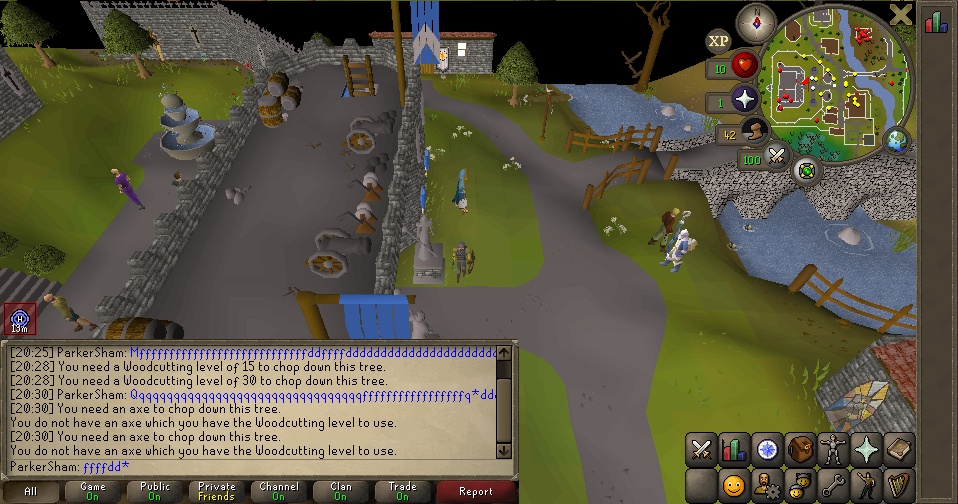 N
XP
10
1
42
100
13m
[20:25] ParkerSham:
[20:28] You need a Woodcutting level of 15 to chop down this tree.
[20:28] You need a Woodcutting level of 30 to chop down this tree.
[20:30] ParkerSham:
[20:30] You need an axe to chop down this tree.
You do not have an axe which you have the Woodcutting level to use.
[20:30] You need an axe to chop down this tree.
You do not have an axe which you have the Woodcutting level to use.
ParkerSham: ffffdd*
All
Game
On
Public
On
Private
Friends
Channel
On
Clan
On
Trade
On
Report